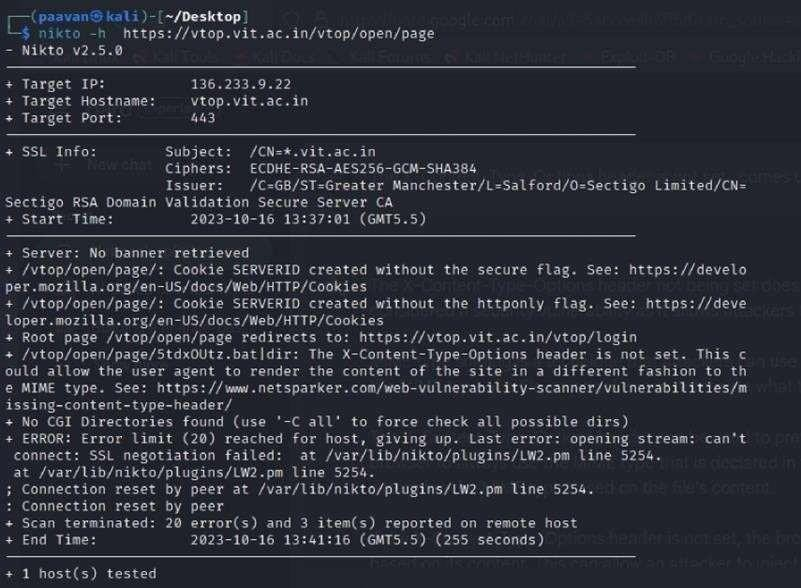 ┌──(paavan㉿kali)-[~/Desktop]
└─$ nikto -h  https://vtop.vit.ac.in/vtop/open/page
- Nikto v2.5.0
+ Target IP:          136.233.9.22
+ Target Hostname:    vtop.vit.ac.in
+ Target Port:        443
+ SSL Info:        Subject:  /CN=*.vit.ac.in
                   Ciphers:  ECDHE-RSA-AES256-GCM-SHA384
                   Issuer:   /C=GB/ST=Greater Manchester/L=Salford/O=Sectigo Limited/CN=
Sectigo RSA Domain Validation Secure Server CA
+ Start Time:         2023-10-16 13:37:01 (GMT5.5)
+ Server: No banner retrieved
+ /vtop/open/page/: Cookie SERVERID created without the secure flag. See: https://develo
per.mozilla.org/en-US/docs/Web/HTTP/Cookies
+ /vtop/open/page/: Cookie SERVERID created without the httponly flag. See: https://deve
loper.mozilla.org/en-US/docs/Web/HTTP/Cookies
+ Root page /vtop/open/page redirects to: https://vtop.vit.ac.in/vtop/login
+ /vtop/open/page/5tdxOUtz.bat|dir: The X-Content-Type-Options header is not set. This c
ould allow the user agent to render the content of the site in a different fashion to th
e MIME type. See: https://www.netsparker.com/web-vulnerability-scanner/vulnerabilities/m
issing-content-type-header/
+ No CGI Directories found (use '-C all' to force check all possible dirs)
+ ERROR: Error limit (20) reached for host, giving up. Last error: opening stream: can't
 connect: SSL negotiation failed:  at /var/lib/nikto/plugins/LW2.pm line 5254.
 at /var/lib/nikto/plugins/LW2.pm line 5254.
; Connection reset by peer at /var/lib/nikto/plugins/LW2.pm line 5254.
: Connection reset by peer
+ Scan terminated: 20 error(s) and 3 item(s) reported on remote host
+ End Time:           2023-10-16 13:41:16 (GMT5.5) (255 seconds)
+ 1 host(s) tested